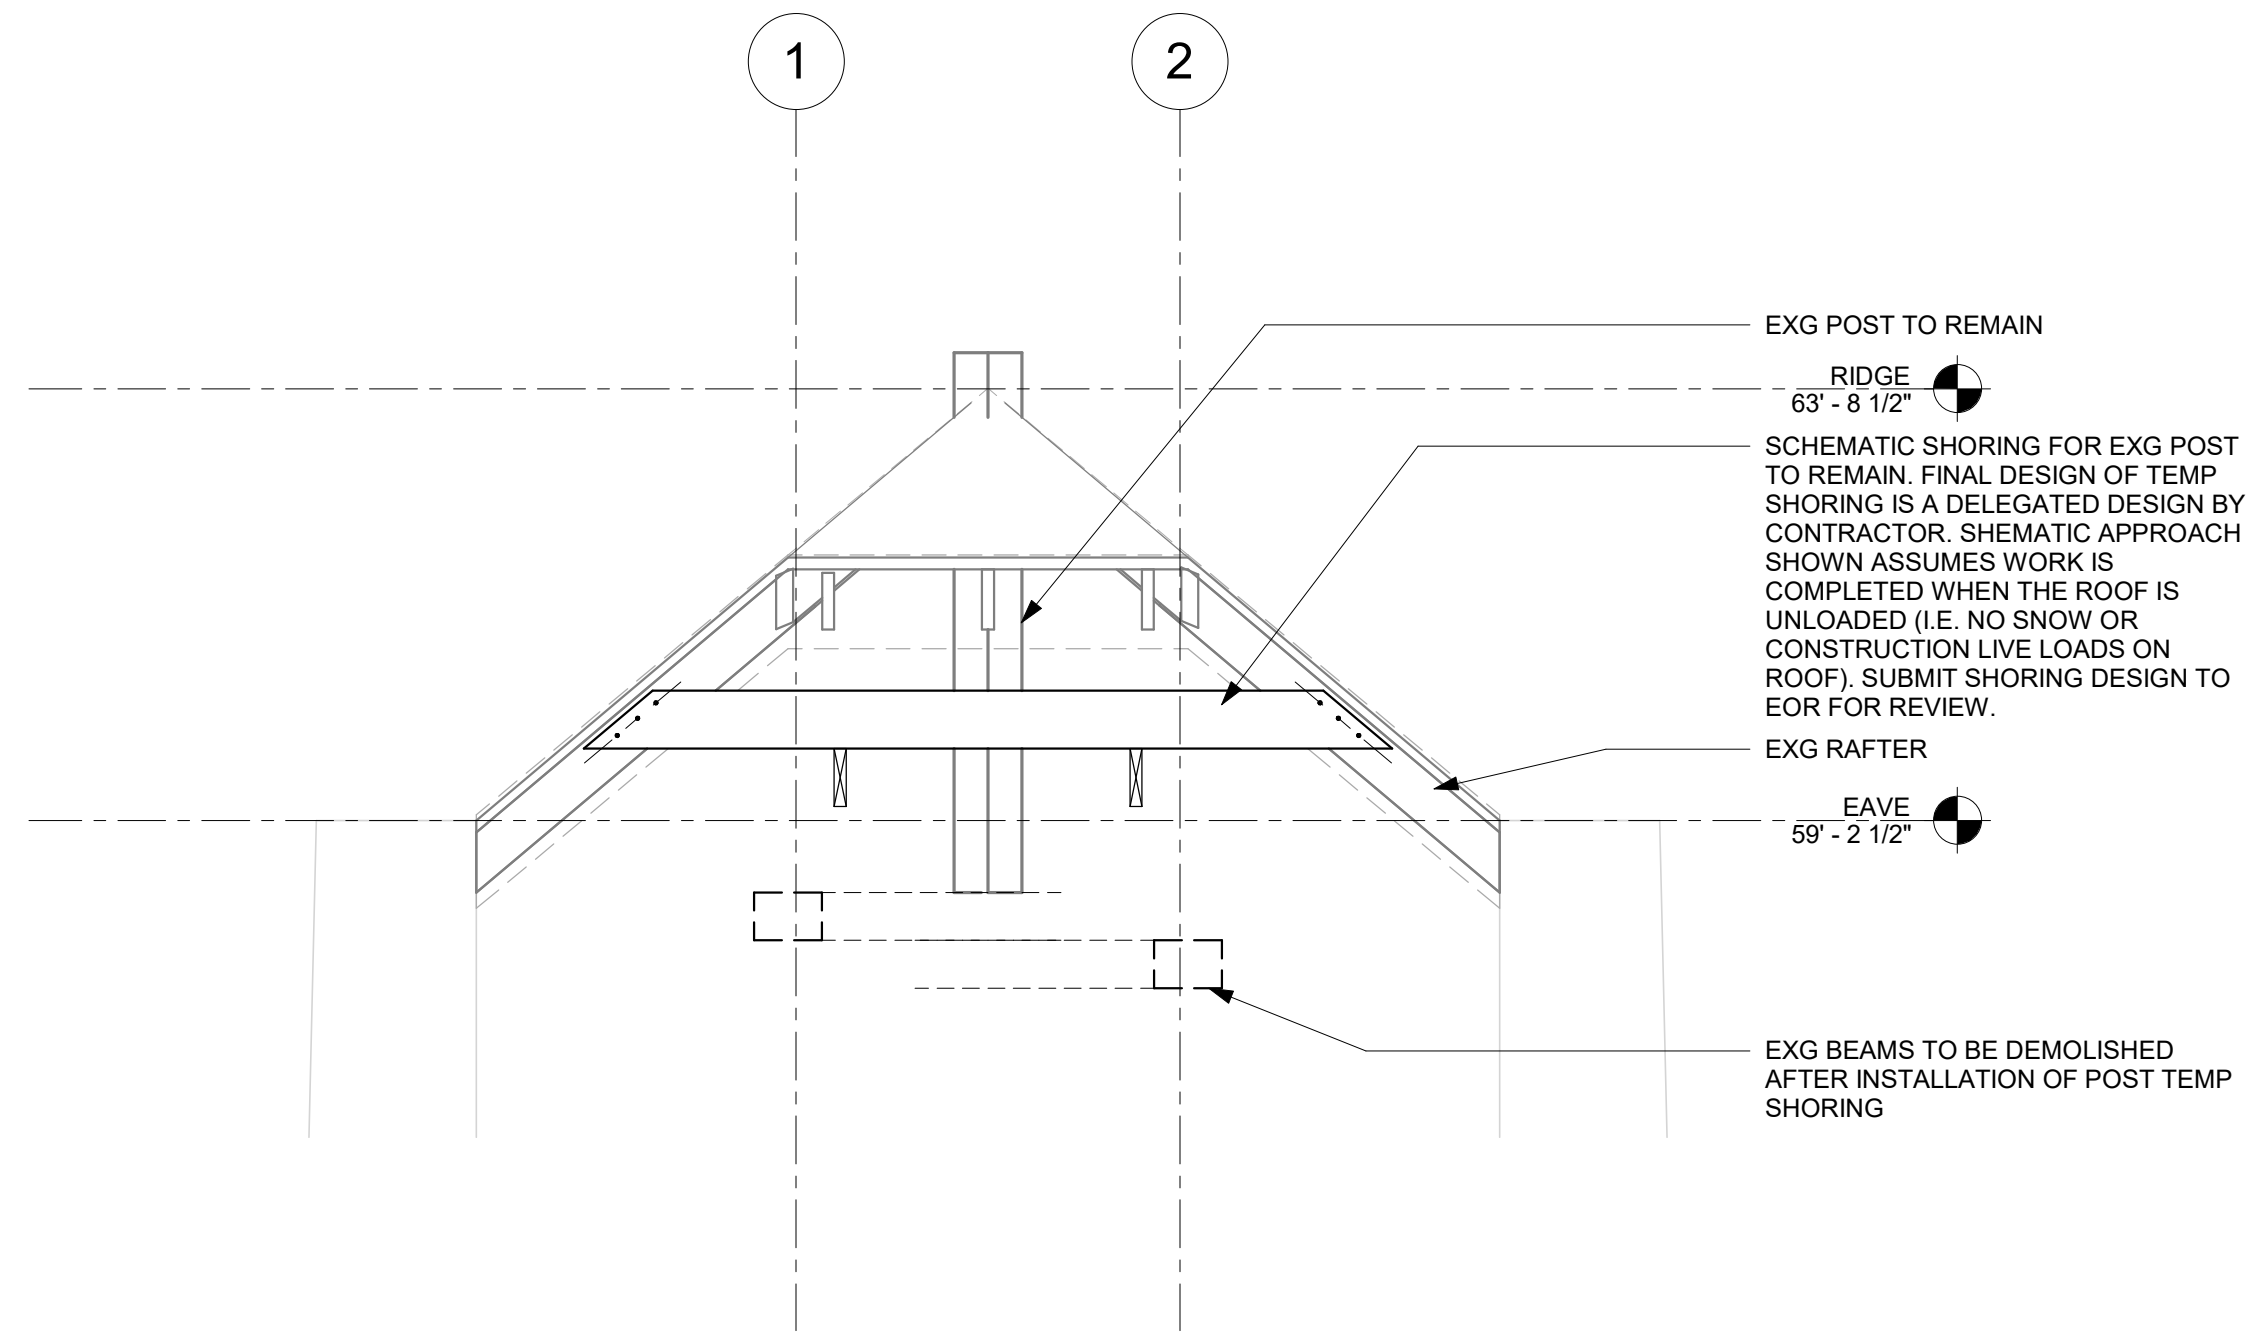 1
2
EXG POST TO REMAIN
RIDGE
63' - 8 1/2"
SCHEMATIC SHORING FOR EXG POST
TO REMAIN. FINAL DESIGN OF TEMP
SHORING IS A DELEGATED DESIGN BY
CONTRACTOR. SHEMATIC APPROACH
SHOWN ASSUMES WORK IS
COMPLETED WHEN THE ROOF IS
UNLOADED (I.E. NO SNOW OR
CONSTRUCTION LIVE LOADS ON
ROOF). SUBMIT SHORING DESIGN TO
EOR FOR REVIEW.
EXG RAFTER
EAVE
59' - 2 1/2"
EXG BEAMS TO BE DEMOLISHED
AFTER INSTALLATION OF POST TEMP
SHORING